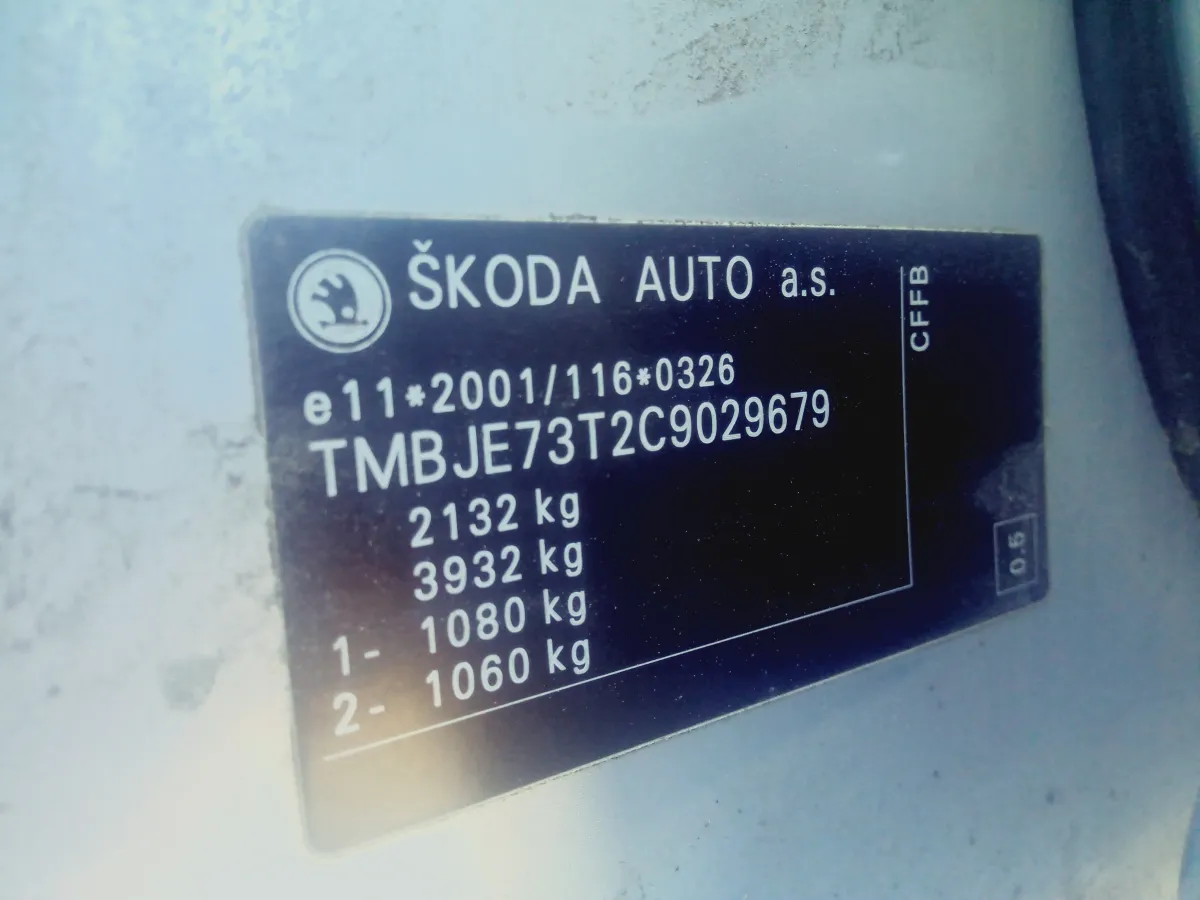 ŠKODA AUTO a.s.
e11*2001/116*0326
TMBJE73T2C9029679
2132 kg
3932 kg
1- 1080 kg
2- 1060 kg
CFFB
0.5